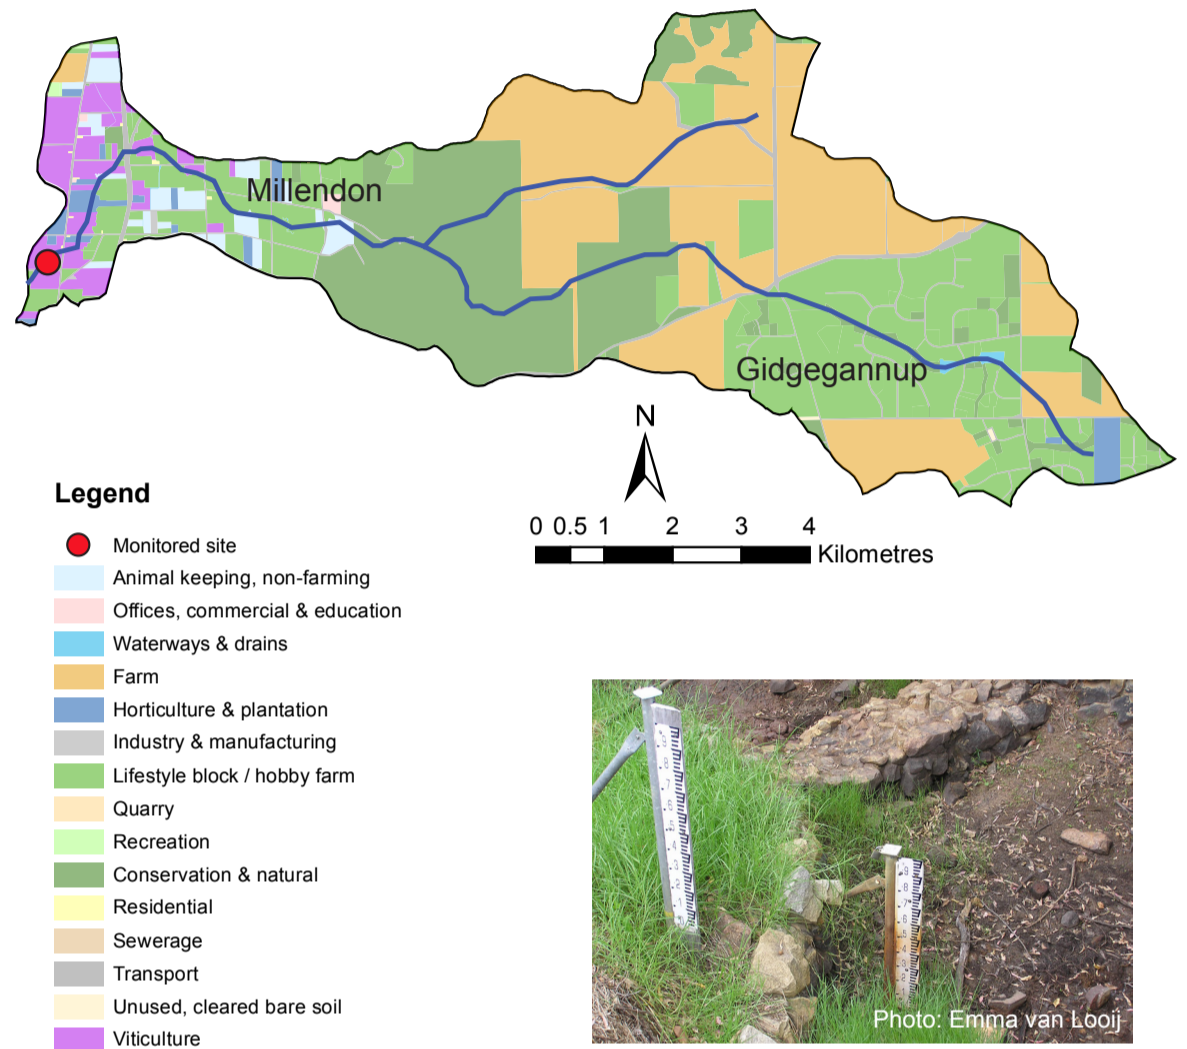 Millendon
Gidgegannup
N
0 0.5 1 2 3 4
Kilometres
Legend
Monitored site
Animal keeping, non-farming
Offices, commercial & education
Waterways & drains
Farm
Horticulture & plantation
Industry & manufacturing
Lifestyle block / hobby farm
Quarry
Recreation
Conservation & natural
Residential
Sewerage
Transport
Unused, cleared bare soil
Viticulture
Photo: Emma van Looij